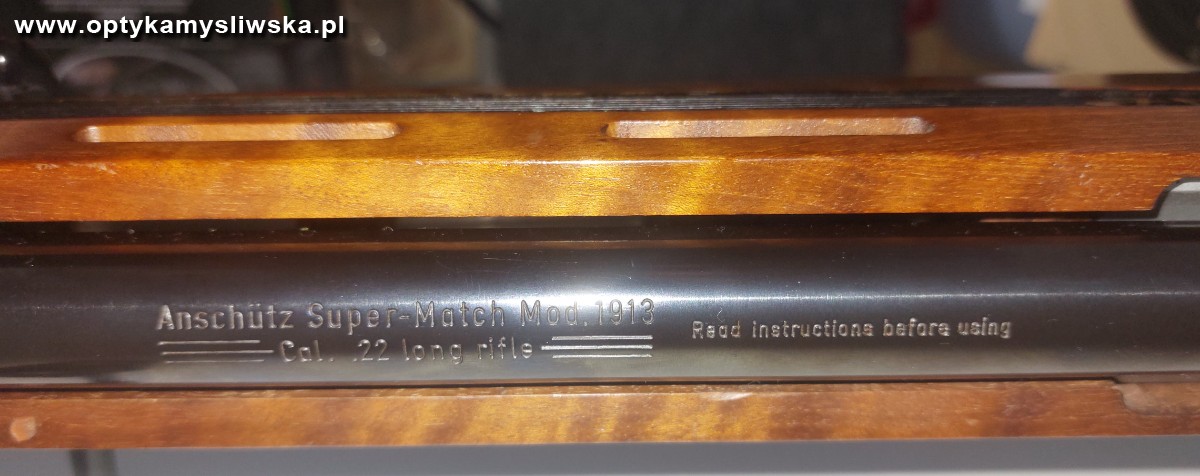 www.optykamysliwska.pl
Anschütz Super-Match Mod. 1913
Cal. .22 long rifle
Read instructions before using